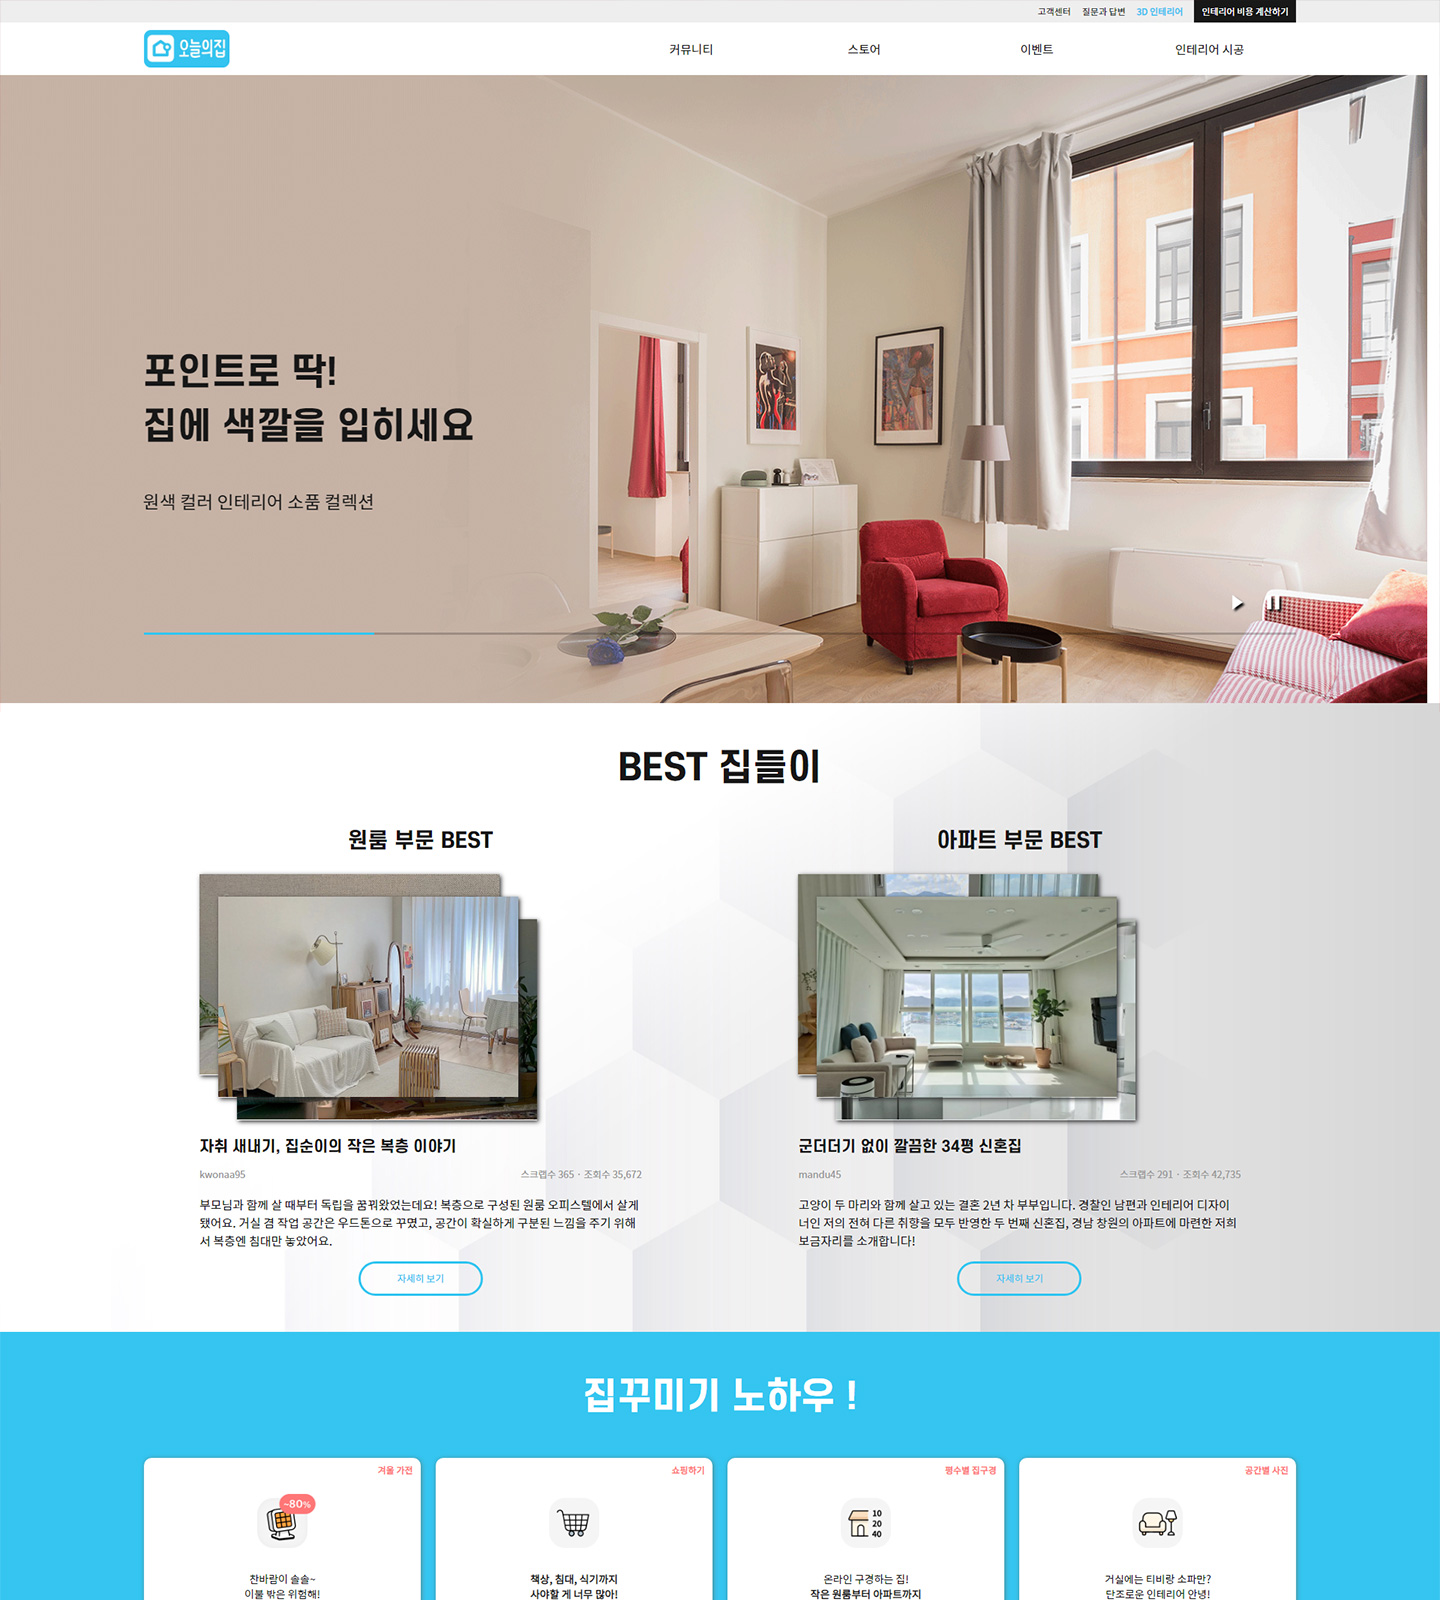 고객센터 질문과 답변 3D 인테리어 인테리어 비용 계산하기
오늘의집 커뮤니티 스토어 이벤트 인테리어 시공
포인트로 딱!
집에 색깔을 입히세요
원색 컬러 인테리어 소품 컬렉션
BEST 집들이
원룸 부문 BEST
자취 새내기, 집순이의 작은 복층 이야기
kwonaa95 스크랩수 365 · 조회수 35,672
부모님과 함께 살 때부터 독립을 꿈꿔왔었는데요! 복층으로 구성된 원룸 오피스텔에서 살게
됐어요. 거실 겸 작업 공간은 우드톤으로 꾸몄고, 공간이 확실하게 구분된 느낌을 주기 위해
서 복층엔 침대만 놓았어요.
자세히 보기
아파트 부문 BEST
군더더기 없이 깔끔한 34평 신혼집
mandu45 스크랩수 291 · 조회수 42,735
고양이 두 마리와 함께 살고 있는 결혼 2년 차 부부입니다. 경찰인 남편과 인테리어 디자이
너인 저의 전혀 다른 취향을 모두 반영한 두 번째 신혼집, 경남 창원의 아파트에 마련한 저희
보금자리를 소개합니다!
자세히 보기
집꾸미기 노하우 !
겨울 가전
~80%
찬바람이 솔솔~
이불 밖은 위험해!
쇼핑하기
책상, 침대, 식기까지
사야할 게 너무 많아!
평수별 집구경
10
20
40
온라인 구경하는 집!
작은 원룸부터 아파트까지
공간별 사진
거실에는 티비랑 소파만?
단조로운 인테리어 안녕!